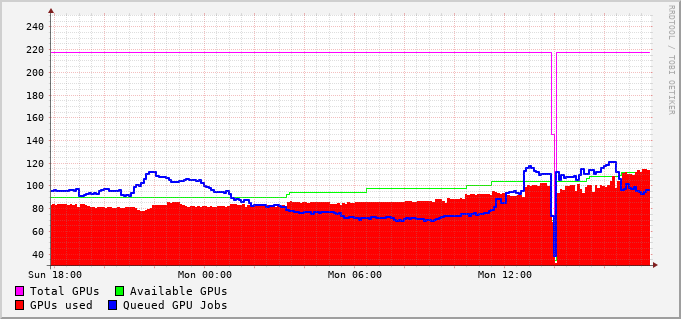 240
220
200
180
160
140
120
100
80
60
40
Sun 18:00 Mon 00:00 Mon 06:00 Mon 12:00
Total GPUs Available GPUs
GPUs used Queued GPU Jobs
RRDTOOL / TOBI OETIKER